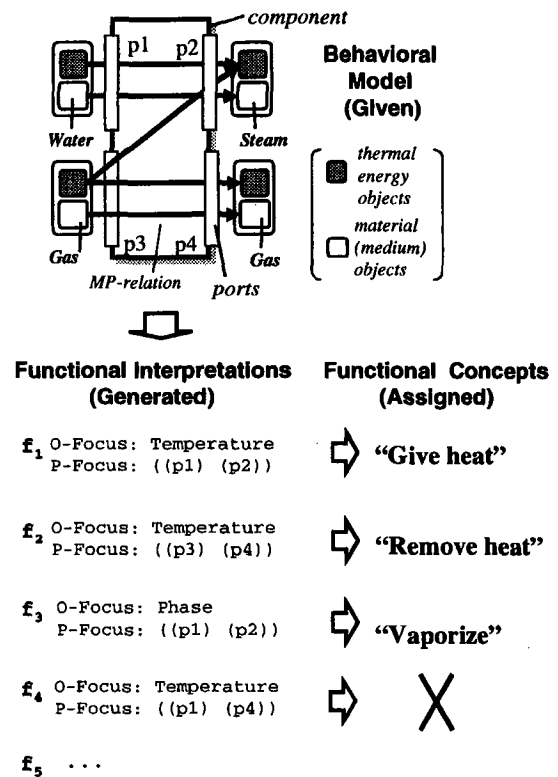 component
p1 p2
Water
Steam
Behavioral
Model
(Given)
thermal
energy
objects
material
(medium)
objects
Gas
p3 p4
Gas
MP-relation
ports
Functional Interpretations
(Generated)
Functional Concepts
(Assigned)
f1 O-Focus: Temperature
P-Focus: ((p1) (p2))
“Give heat”
f2 O-Focus: Temperature
P-Focus: ((p3) (p4))
“Remove heat”
f3 O-Focus: Phase
P-Focus: ((p1) (p2))
“Vaporize”
f4 O-Focus: Temperature
P-Focus: ((p1) (p4))
f5 ...